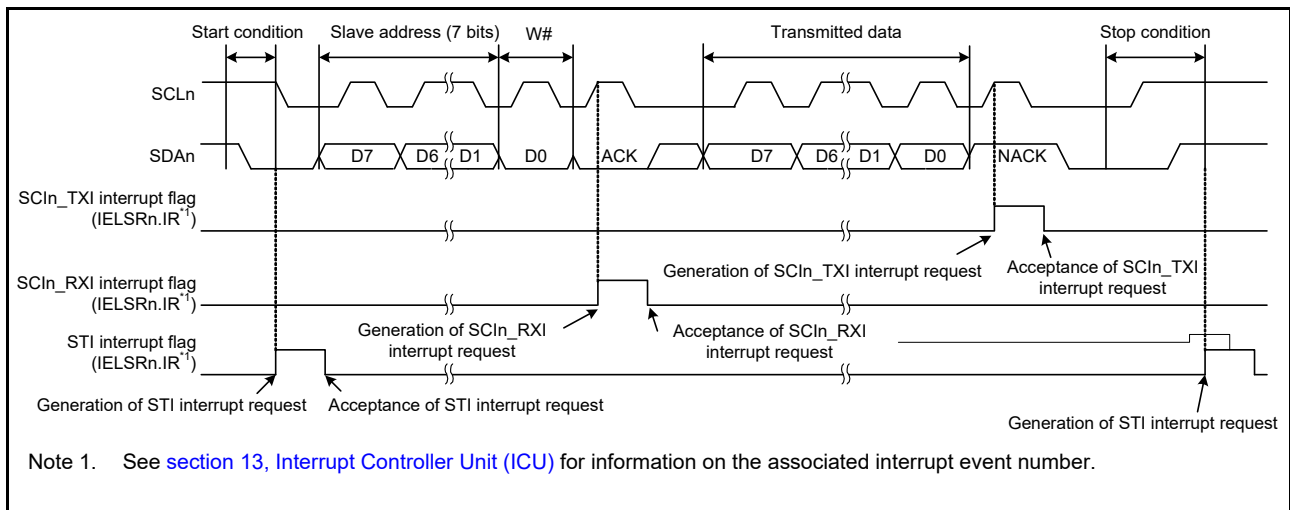 Start condition
Slave address (7 bits)
W#
Transmitted data
Stop condition
SCLn
SDAn
D7
D6
D1
D0
ACK
D7
D6
D1
D0
NACK
SCIn_TXI interrupt flag
(IELSRn.IR*1)
Generation of SCIn_TXI interrupt request
Acceptance of SCIn_TXI
interrupt request
SCIn_RXI interrupt flag
(IELSRn.IR*1)
Generation of SCIn_RXI
interrupt request
Acceptance of SCIn_RXI
interrupt request
STI interrupt flag
(IELSRn.IR*1)
Generation of STI interrupt request
Acceptance of STI interrupt request
Generation of STI interrupt request
Note 1. See section 13, Interrupt Controller Unit (ICU) for information on the associated interrupt event number.